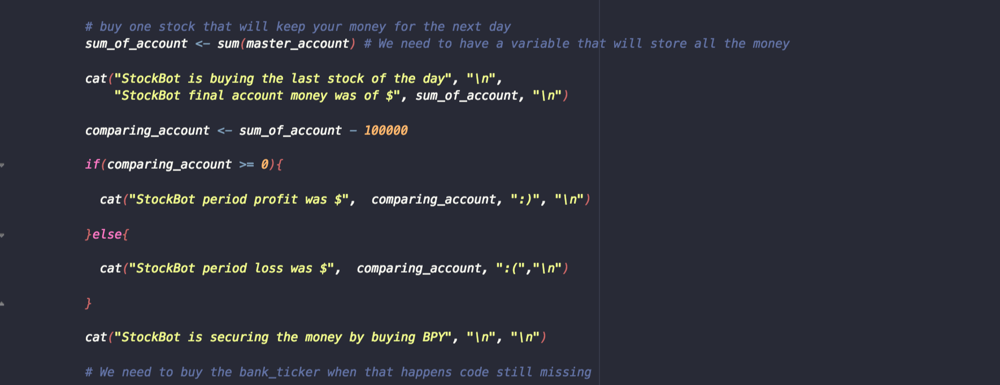 # buy one stock that will keep your money for the next day
sum_of_account <- sum(master_account) # We need to have a variable that will store all the money
cat("StockBot is buying the last stock of the day", "\n",
"StockBot final account money was of $", sum_of_account, "\n")
comparing_account <- sum_of_account - 100000
if(comparing_account >= 0){
cat("StockBot period profit was $",  comparing_account, ":)", "\n")
}else{
cat("StockBot period loss was $",  comparing_account, ":(","\n")
}
cat("StockBot is securing the money by buying BPY", "\n", "\n")
# We need to buy the bank_ticker when that happens code still missing